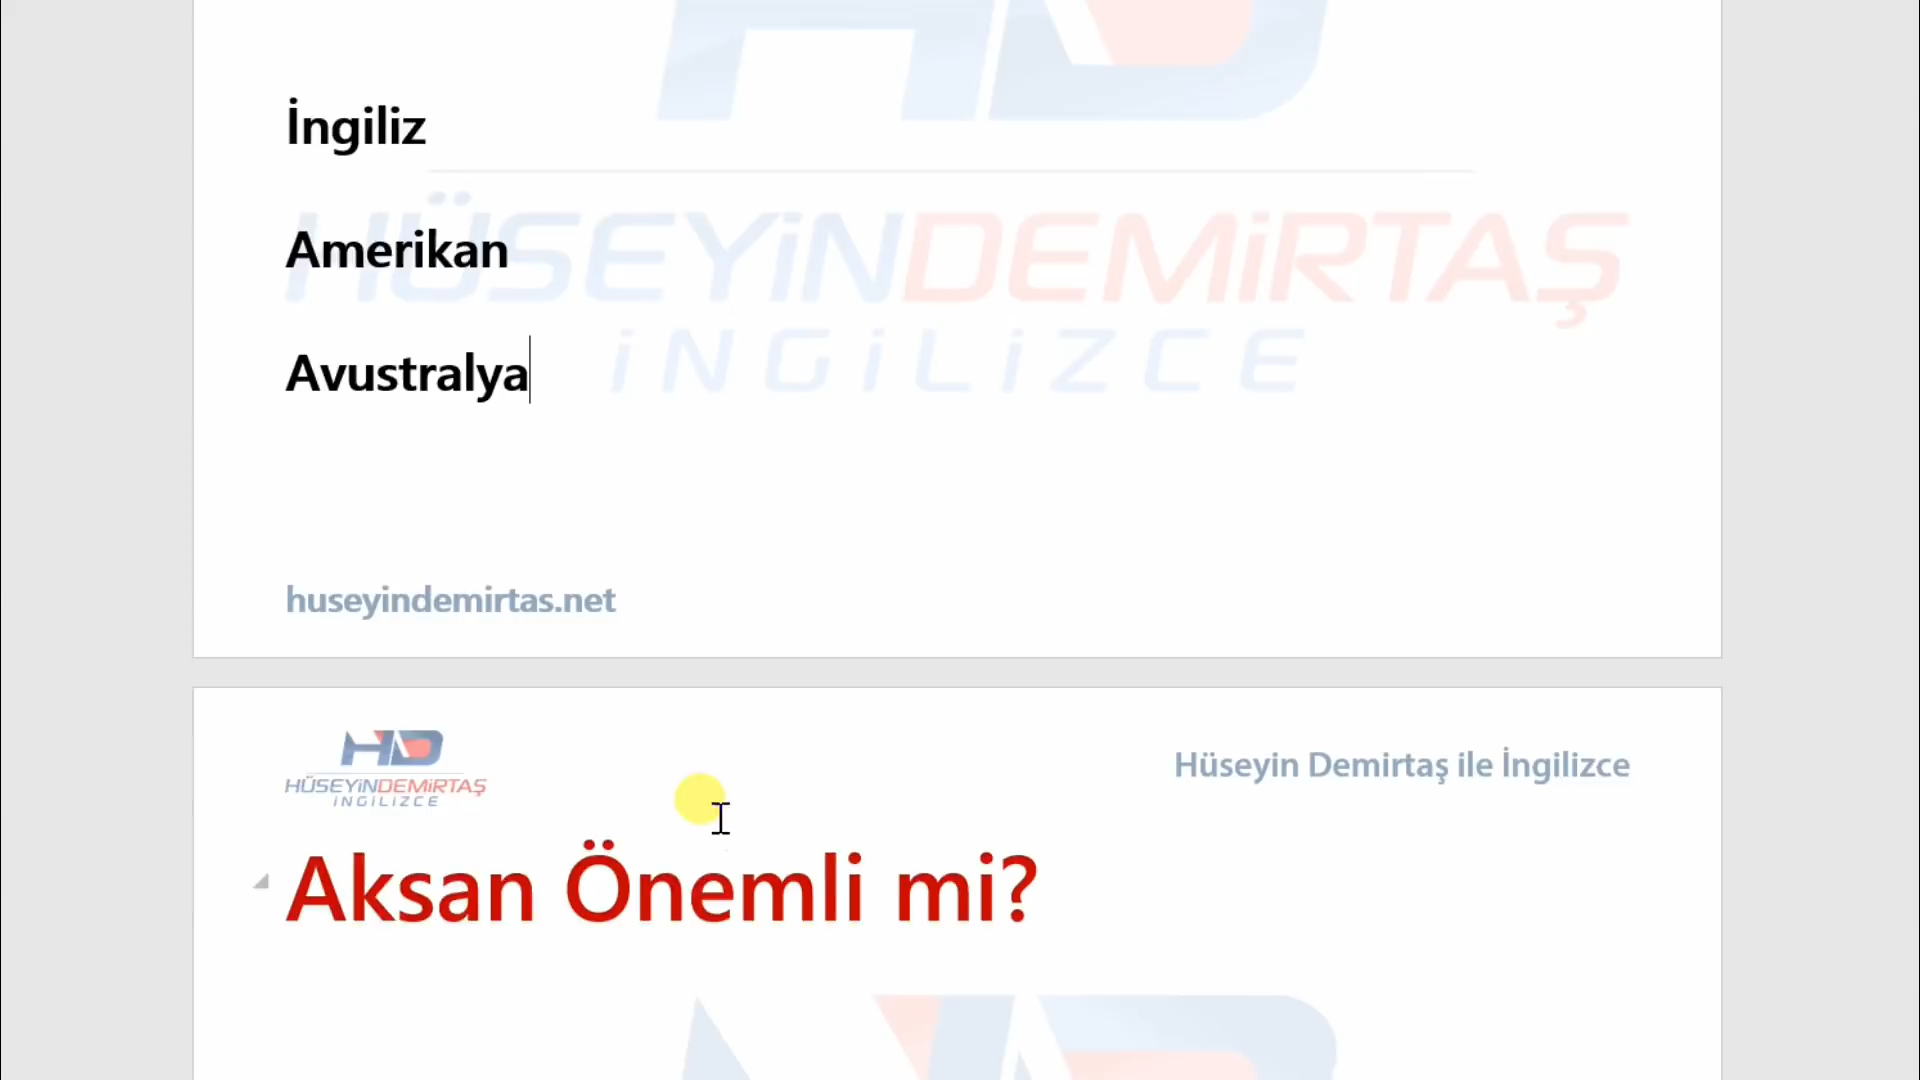 İngiliz
HÜSEYİNDEMİRTAŞ
Amerikan
İNGİLİZCE
Avustralya
huseyindemirtas.net
HD
Hüseyin Demirtaş ile İngilizce
HÜSEYİNDEMİRTAŞ
İNGİLİZCE
Aksan Önemli mi?